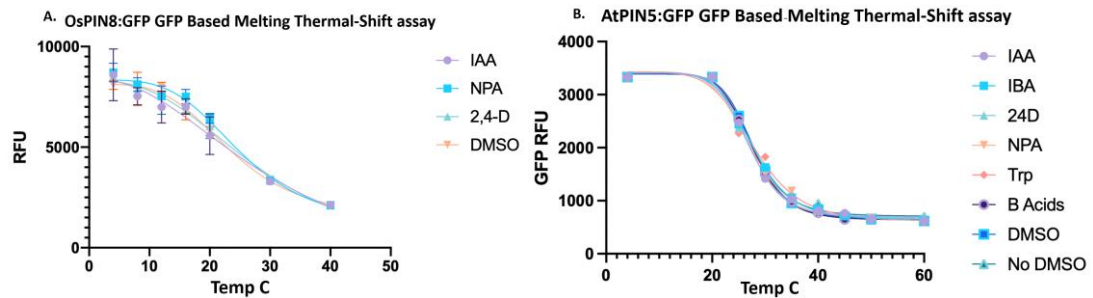 A. OsPIN8:GFP GFP Based Melting Thermal-Shift assay
10000
5000
0
RFU
0 10 20 30 40 50
Temp C
IAA
NPA
2,4-D
DMSO
B. AtPIN5:GFP GFP Based Melting Thermal-Shift assay
4000
3000
2000
1000
0
GFP RFU
0 20 40 60
Temp C
IAA
IBA
24D
NPA
Trp
B Acids
DMSO
No DMSO